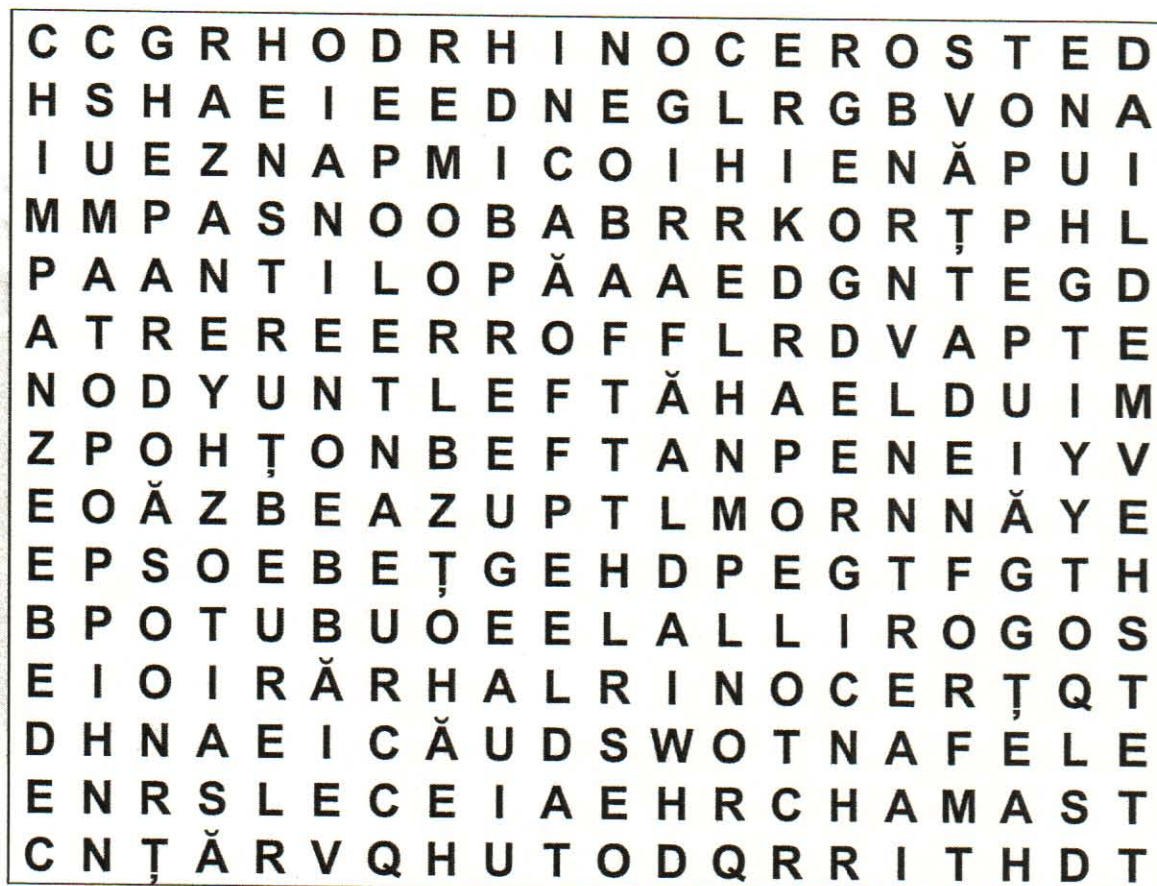 C C G R H O D R H I N O C E R O S T E D
H S H A E I E E D N E G L R G B V O N A
I U E Z N A P M I C O I H I E N Ă P U I
M M P A S N O O B A B R R K O R Ț P H L
P A A N T I L O P Ă A A E D G N T E G D
A T R E R E E R R O F F L R D V A P T E
N O D Y U N T L E F T Ă H A E L D U I M
Z P O H Ț O N B E F T A N P E N E I Y V
E O Ă Z B E A Z U P T L M O R N N Ă Y E
E P S O E B E Ț G E H D P E G T F G T H
B P O T U B U O E E L A L L I R O G O S
E I O I R Ă R H A L R I N O C E R Ț Q T
D H N A E I C Ă U D S W O T N A F E L E
E N R S L E C E I A E H R C H A M A S T
C N Ț Ă R V Q H U T O D Q R R I T H D T